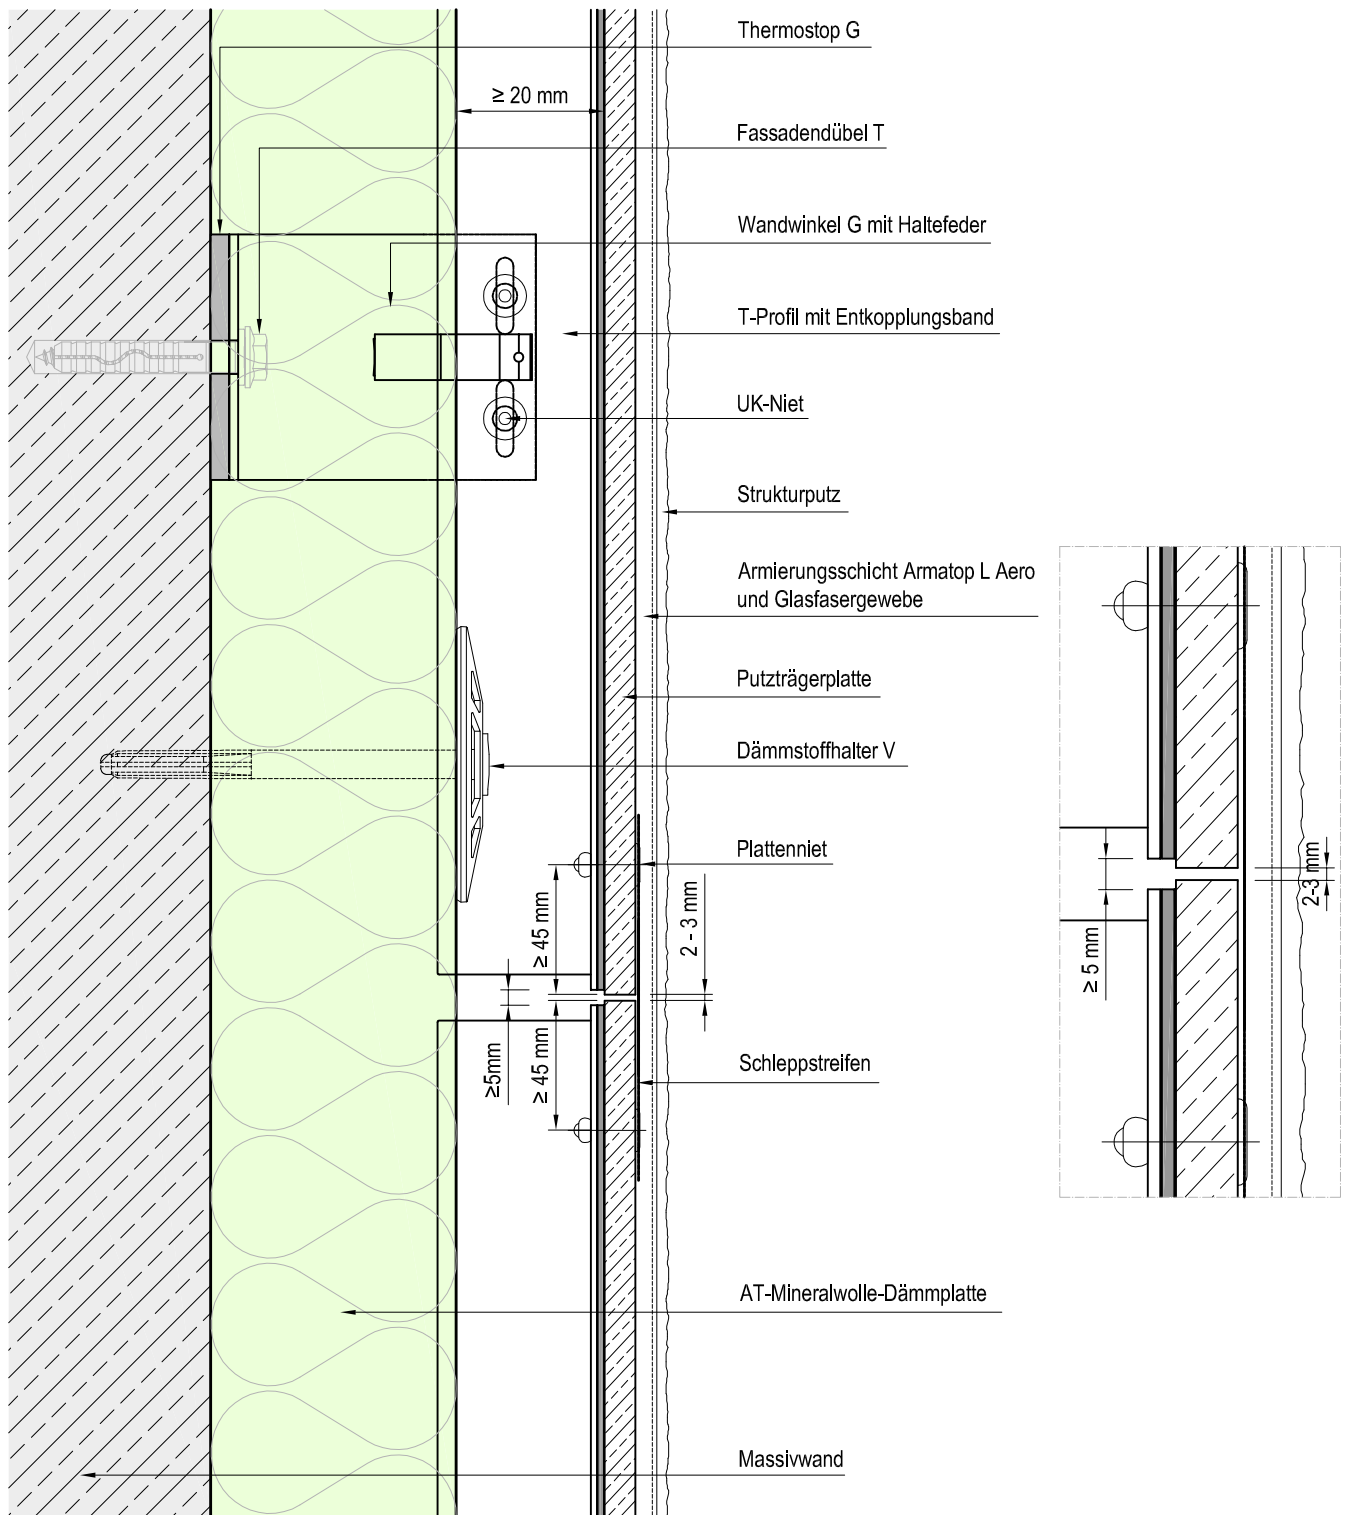 Thermostop G
≥ 20 mm
Fassadendübel T
Wandwinkel G mit Haltefeder
T-Profil mit Entkopplungsband
UK-Niet
Strukturputz
Armierungsschicht Armatop L Aero
und Glasfasergewebe
Putzträgerplatte
Dämmstoffhalter V
Plattenniet
≥ 45 mm
2 - 3 mm
≥5mm
≥ 45 mm
Schleppstreifen
AT-Mineralwolle-Dämmplatte
Massivwand
2-3 mm
≥ 5 mm